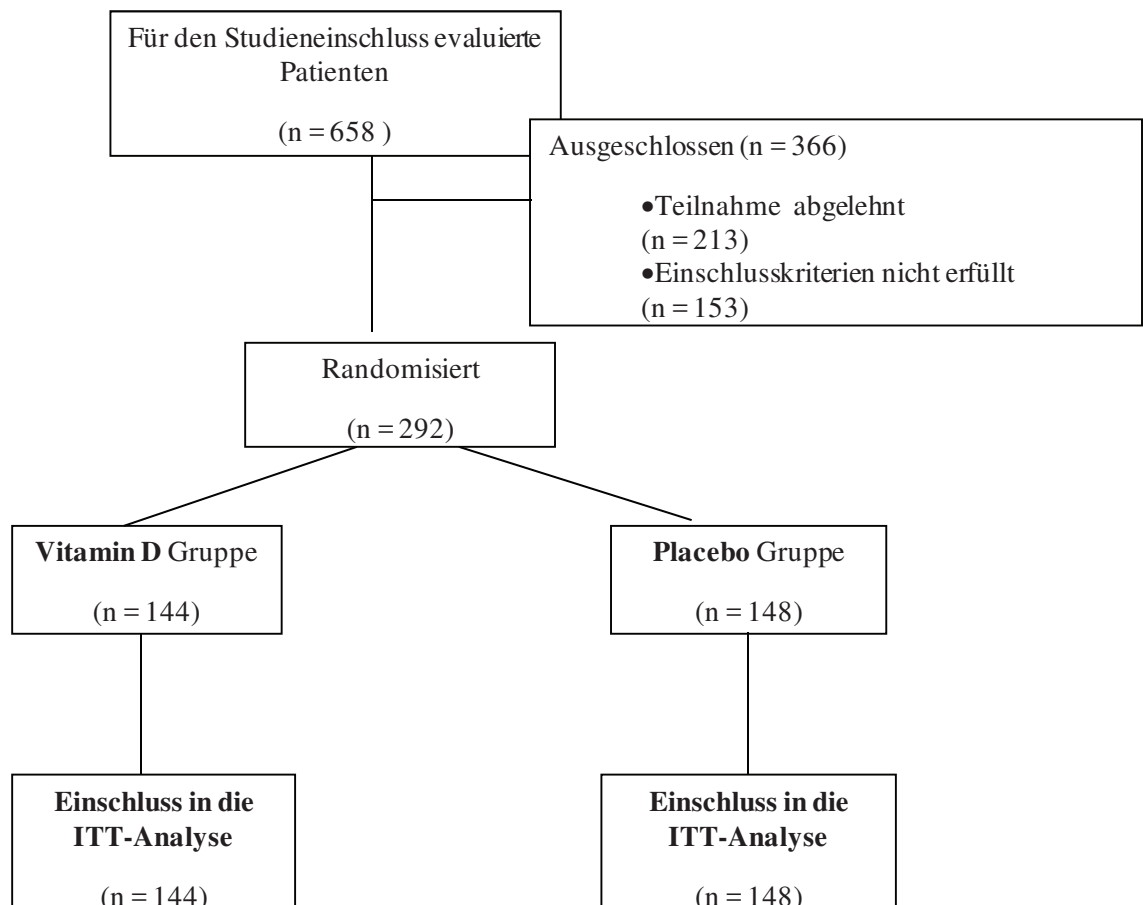 Für den Studieneinschluss evaluierte
Patienten
(n = 658 )
Ausgeschlossen (n = 366)
•Teilnahme abgelehnt
(n = 213)
•Einschlusskriterien nicht erfüllt
(n = 153)
Randomisiert
(n = 292)
Vitamin D Gruppe
(n = 144)
Placebo Gruppe
(n = 148)
Einschluss in die
ITT-Analyse
(n = 144)
Einschluss in die
ITT-Analyse
(n = 148)